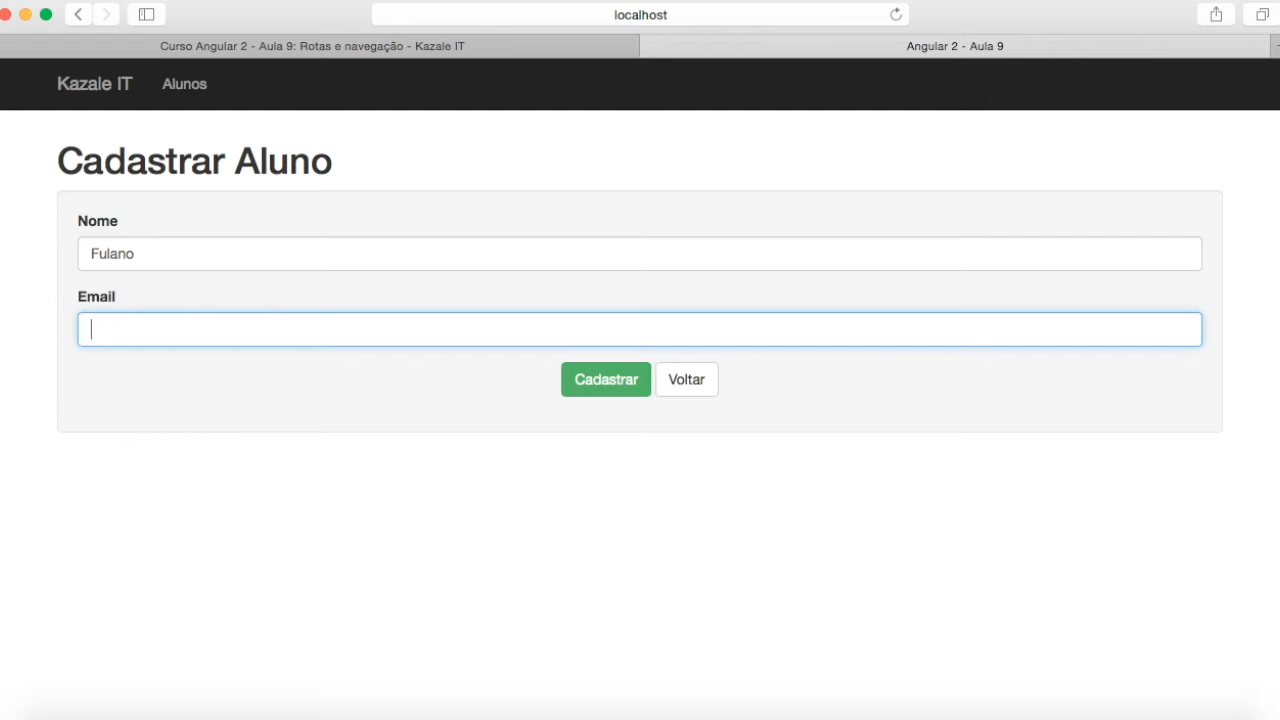 localhost
Curso Angular 2 - Aula 9: Rotas e navegação - Kazale IT
Angular 2 - Aula 9
Kazale IT
Alunos
Cadastrar Aluno
Nome
Fulano
Email
Cadastrar
Voltar